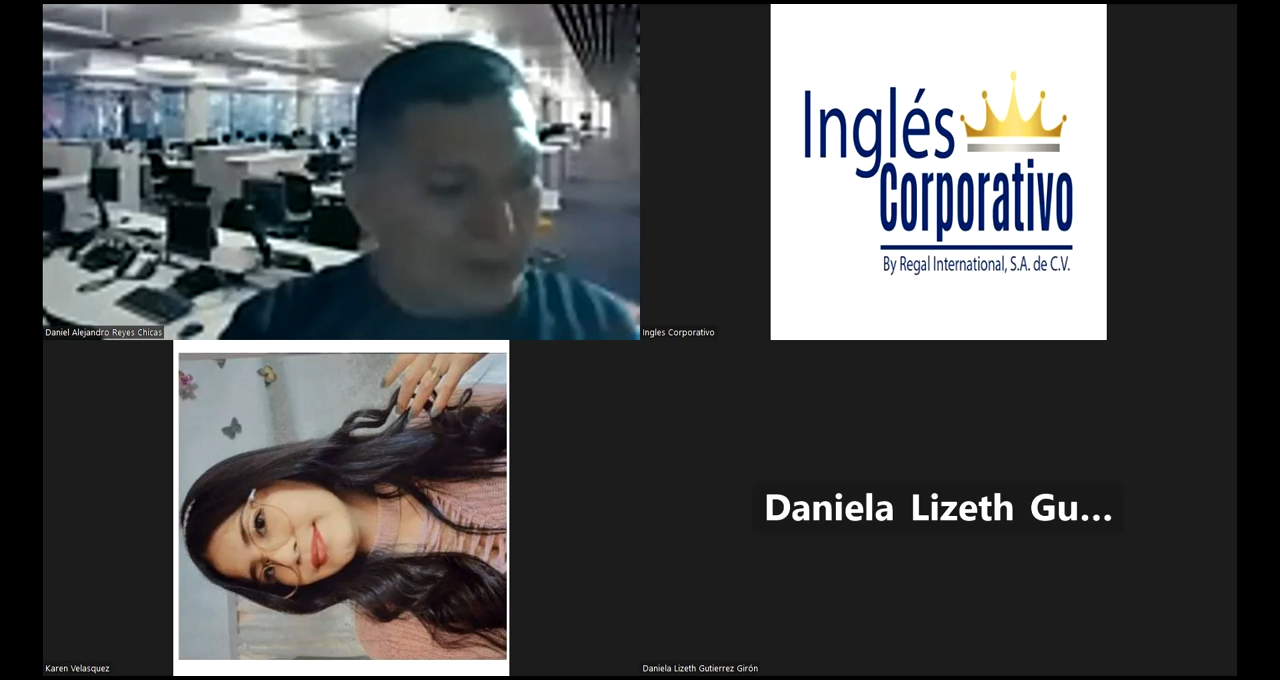 Inglés
Corporativo
By Regal International, S.A. de C.V.
Daniel Alejandro Reyes Chicas
Ingles Corporativo
Daniela Lizeth Gu...
Karen Velasquez
Daniela Lizeth Gutierrez Girón